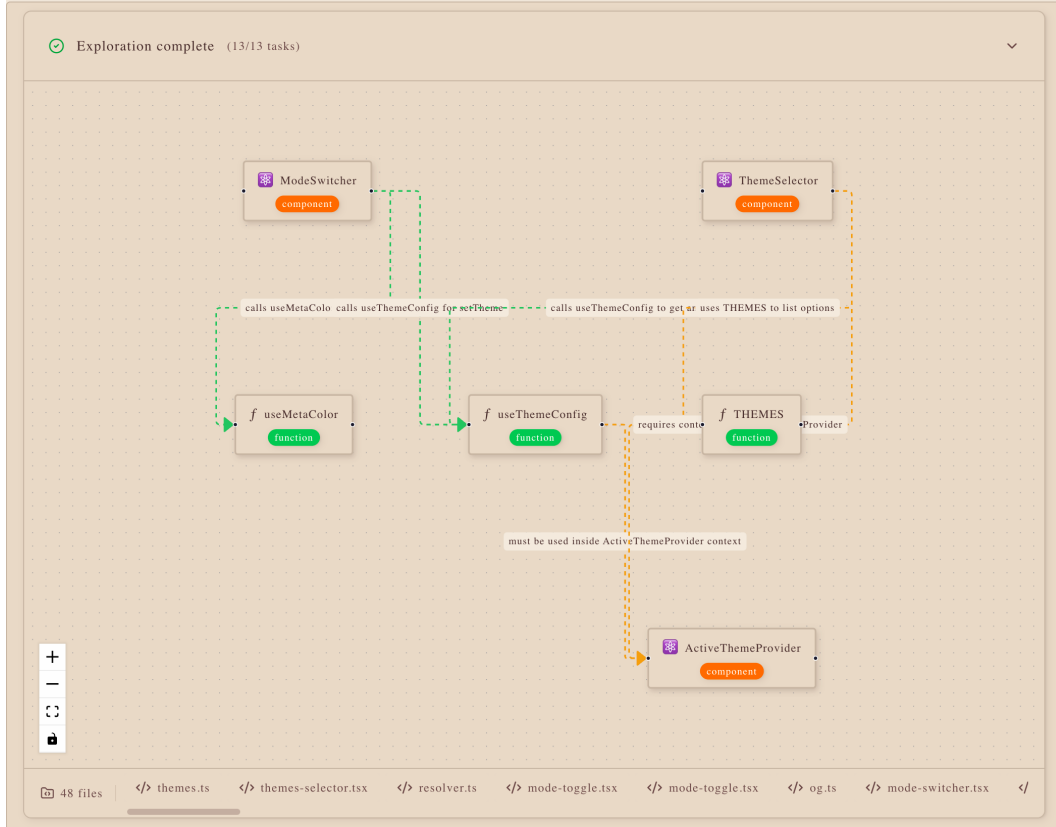 Exploration complete (13/13 tasks)
ModeSwitcher
component
ThemeSelector
component
calls useMetaColo calls useThemeConfig for setTheme
calls useThemeConfig to get an uses THEMES to list options
f useMetaColor
function
f useThemeConfig
function
requires conte
f THEMES
function
Provider
must be used inside ActiveThemeProvider context
ActiveThemeProvider
component
48 files
</> themes.ts
</> themes-selector.tsx
</> resolver.ts
</> mode-toggle.tsx
</> mode-toggle.tsx
</> og.ts
</> mode-switcher.tsx
</>